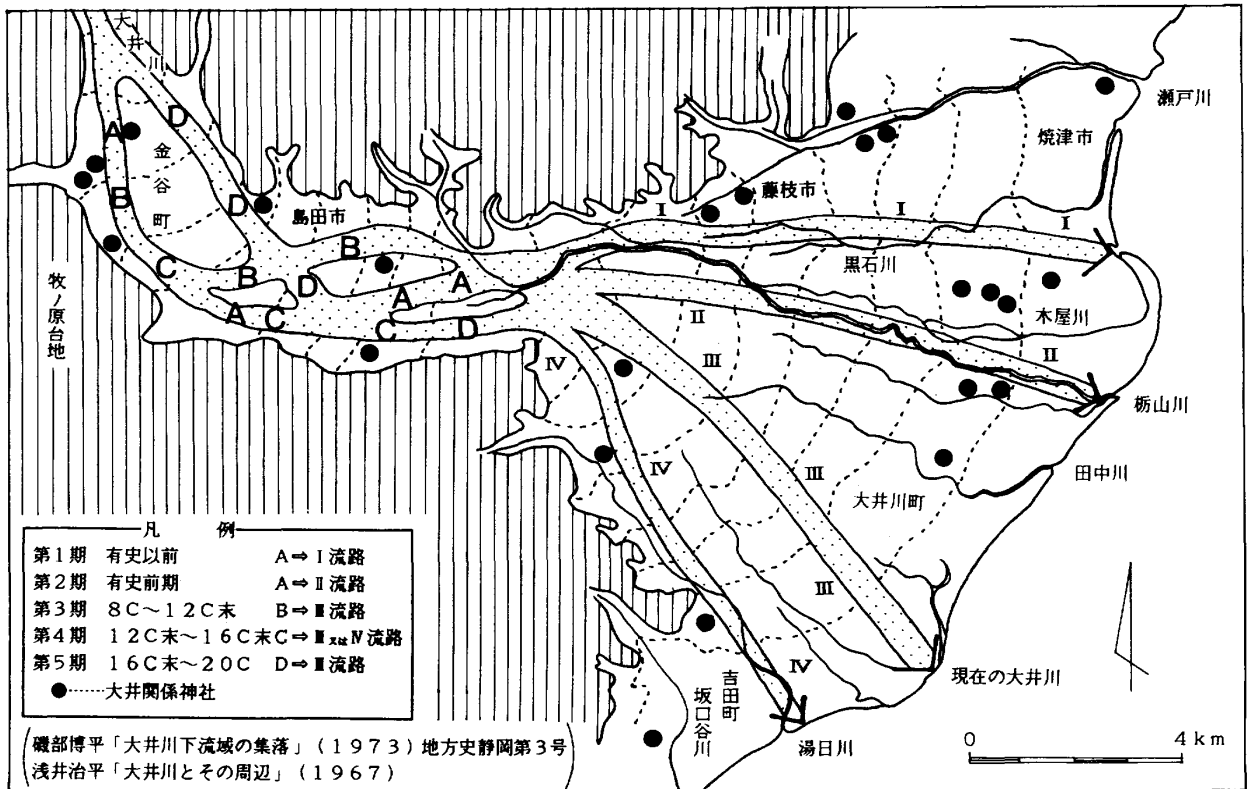 大井川
瀬戸川
焼津市
A
D
金谷町
藤枝市
B
D
島田市
I
I
I
B
黒石川
C
B
D
A
牧ノ原台地
A
C
A
木屋川
C
D
II
II
IV
III
栃山川
IV
III
大井川町
田中川
III
IV
吉田町
坂口谷川
現在の大井川
湯日川
0 4km
凡 例
第1期 有史以前 A⇨I流路
第2期 有史前期 A⇨II流路
第3期 8C～12C末 B⇨III流路
第4期 12C末～16C末C⇨III又はIV流路
第5期 16C末～20C D⇨III流路
●……大井関係神社
磯部博平「大井川下流域の集落」(1973)地方史静岡第3号
浅井治平「大井川とその周辺」(1967)